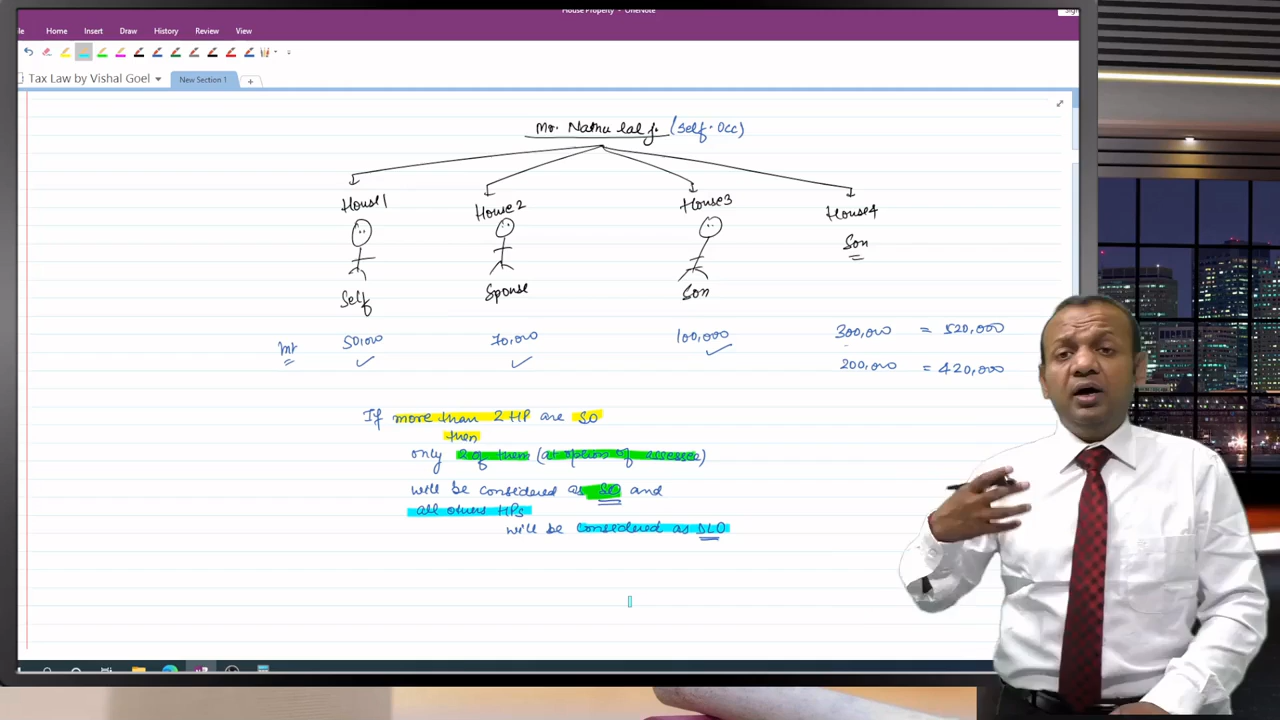 House Property - OneNote
Sign
Home Insert Draw History Review View
Tax Law by Vishal Goel New Section 1
Mr. Nathu lal ji. (Self-Occ)
House1 House2 House3 House4
Son
Self Spouse Son
Int 50,000 70,000 100,000 300,000 = 520,000
200,000 = 420,000
If more than 2 HP are SO
then
only 2 of them (at option of assessee)
will be considered as SO and
all others HPs
will be considered as DLO